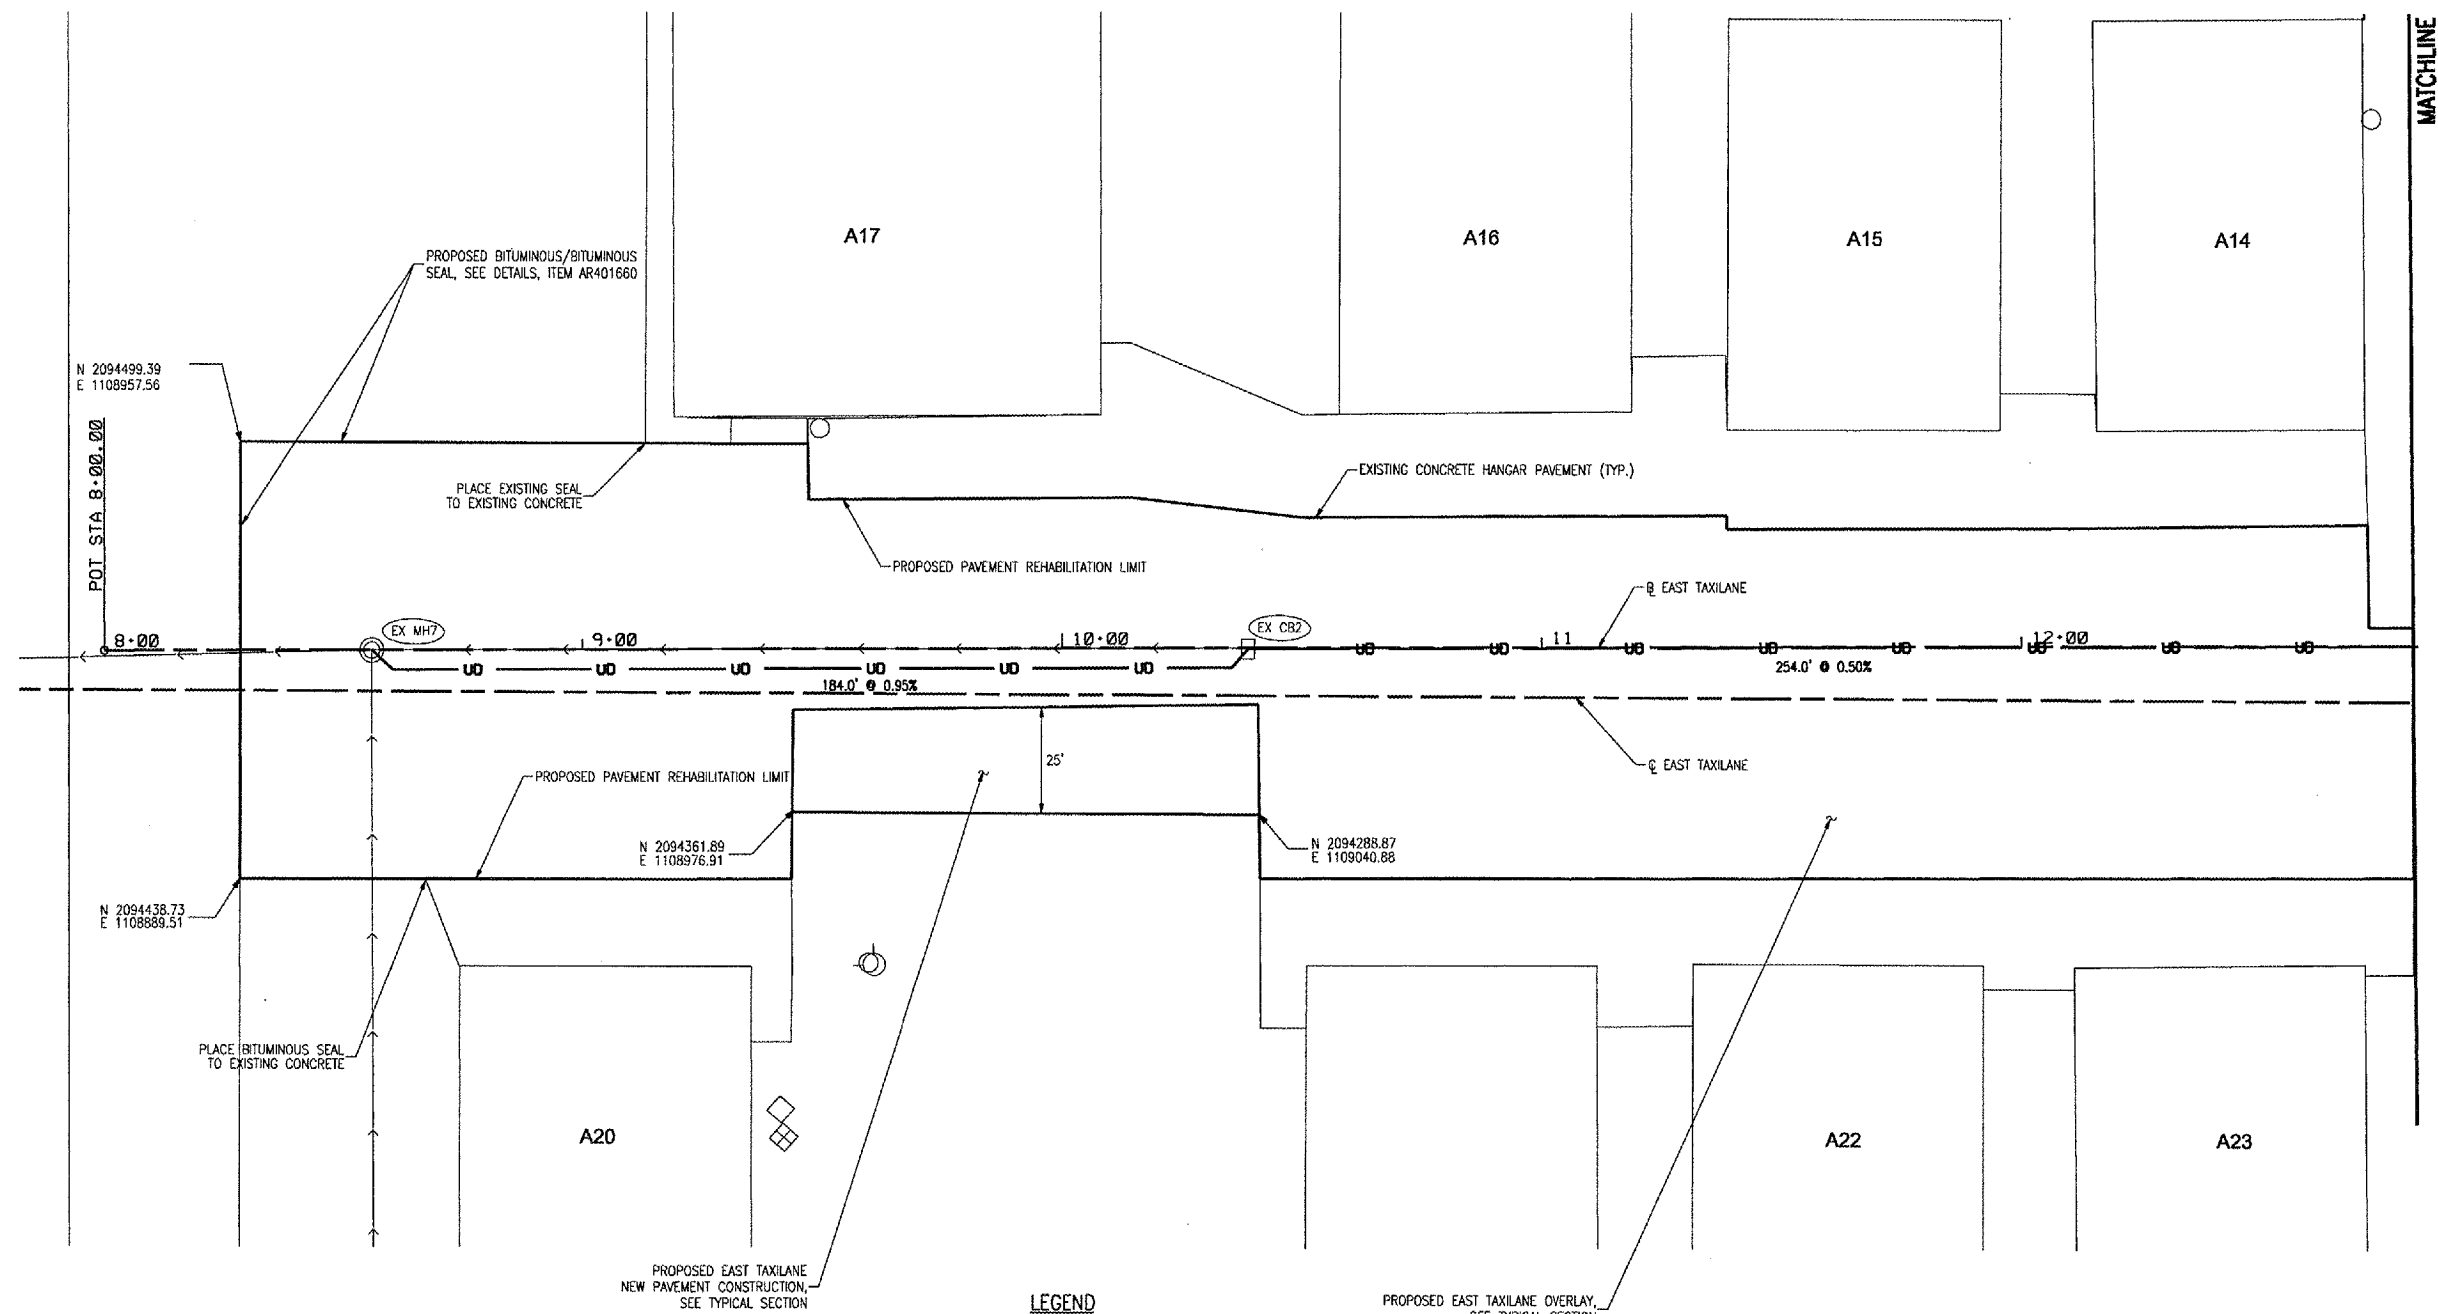 MATCHLINE
A17
A16
A15
A14
PROPOSED BITUMINOUS/BITUMINOUS
SEAL, SEE DETAILS, ITEM AR401660
N 2094499.39
E 1108957.56
POT STA 8+00.00
PLACE EXISTING SEAL
TO EXISTING CONCRETE
EXISTING CONCRETE HANGAR PAVEMENT (TYP.)
PROPOSED PAVEMENT REHABILITATION LIMIT
B EAST TAXILANE
8+00
EX MH7
9+00
10+00
EX CB2
11
12+00
UD UD UD UD UD UD
UD UD UD UD UD UD UD UD
184.0' @ 0.95%
254.0' @ 0.50%
25'
℄ EAST TAXILANE
PROPOSED PAVEMENT REHABILITATION LIMIT
N 2094361.89
E 1108976.91
N 2094288.87
E 1109040.88
N 2094438.73
E 1108889.51
PLACE BITUMINOUS SEAL
TO EXISTING CONCRETE
A20
A22
A23
PROPOSED EAST TAXILANE
NEW PAVEMENT CONSTRUCTION,
SEE TYPICAL SECTION
LEGEND
PROPOSED EAST TAXILANE OVERLAY,
SEE TYPICAL SECTION